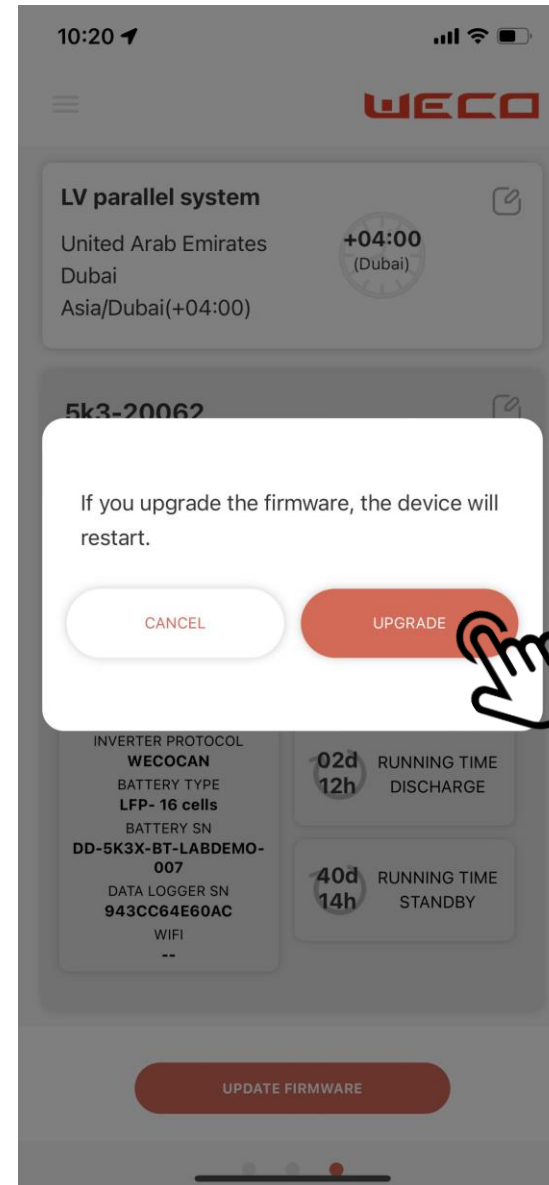 10:20
WECO
LV parallel system
United Arab Emirates
Dubai
Asia/Dubai(+04:00)
+04:00
(Dubai)
5k3-20062
If you upgrade the firmware, the device will
restart.
CANCEL
UPGRADE
INVERTER PROTOCOL
WECOCAN
BATTERY TYPE
LFP- 16 cells
BATTERY SN
DD-5K3X-BT-LABDEMO-
007
DATA LOGGER SN
943CC64E60AC
WIFI
--
02d
12h
RUNNING TIME
DISCHARGE
40d
14h
RUNNING TIME
STANDBY
UPDATE FIRMWARE